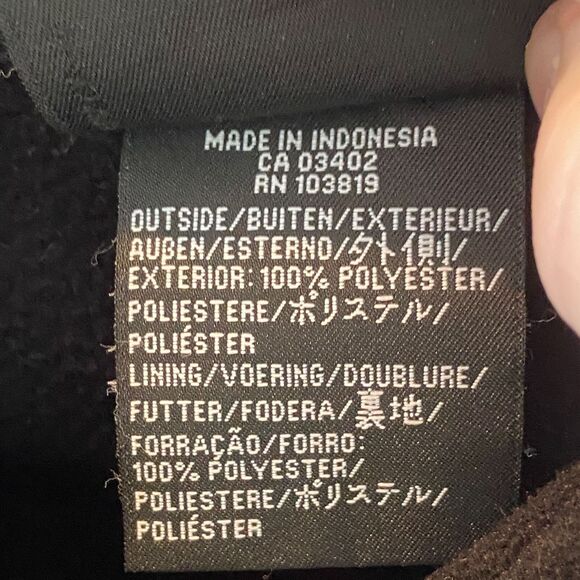 MADE IN INDONESIA
CA 03402
RN 103819
OUTSIDE/BUITEN/EXTERIEUR/
AUßEN/ESTERNO/外側/
EXTERIOR: 100% POLYESTER/
POLIESTERE/ポリステル/
POLIÉSTER
LINING/VOERING/DOUBLURE/
FUTTER/FODERA/裏地/
FORRAÇÃO/FORRO:
100% POLYESTER/
POLIESTERE/ポリステル/
POLIÉSTER